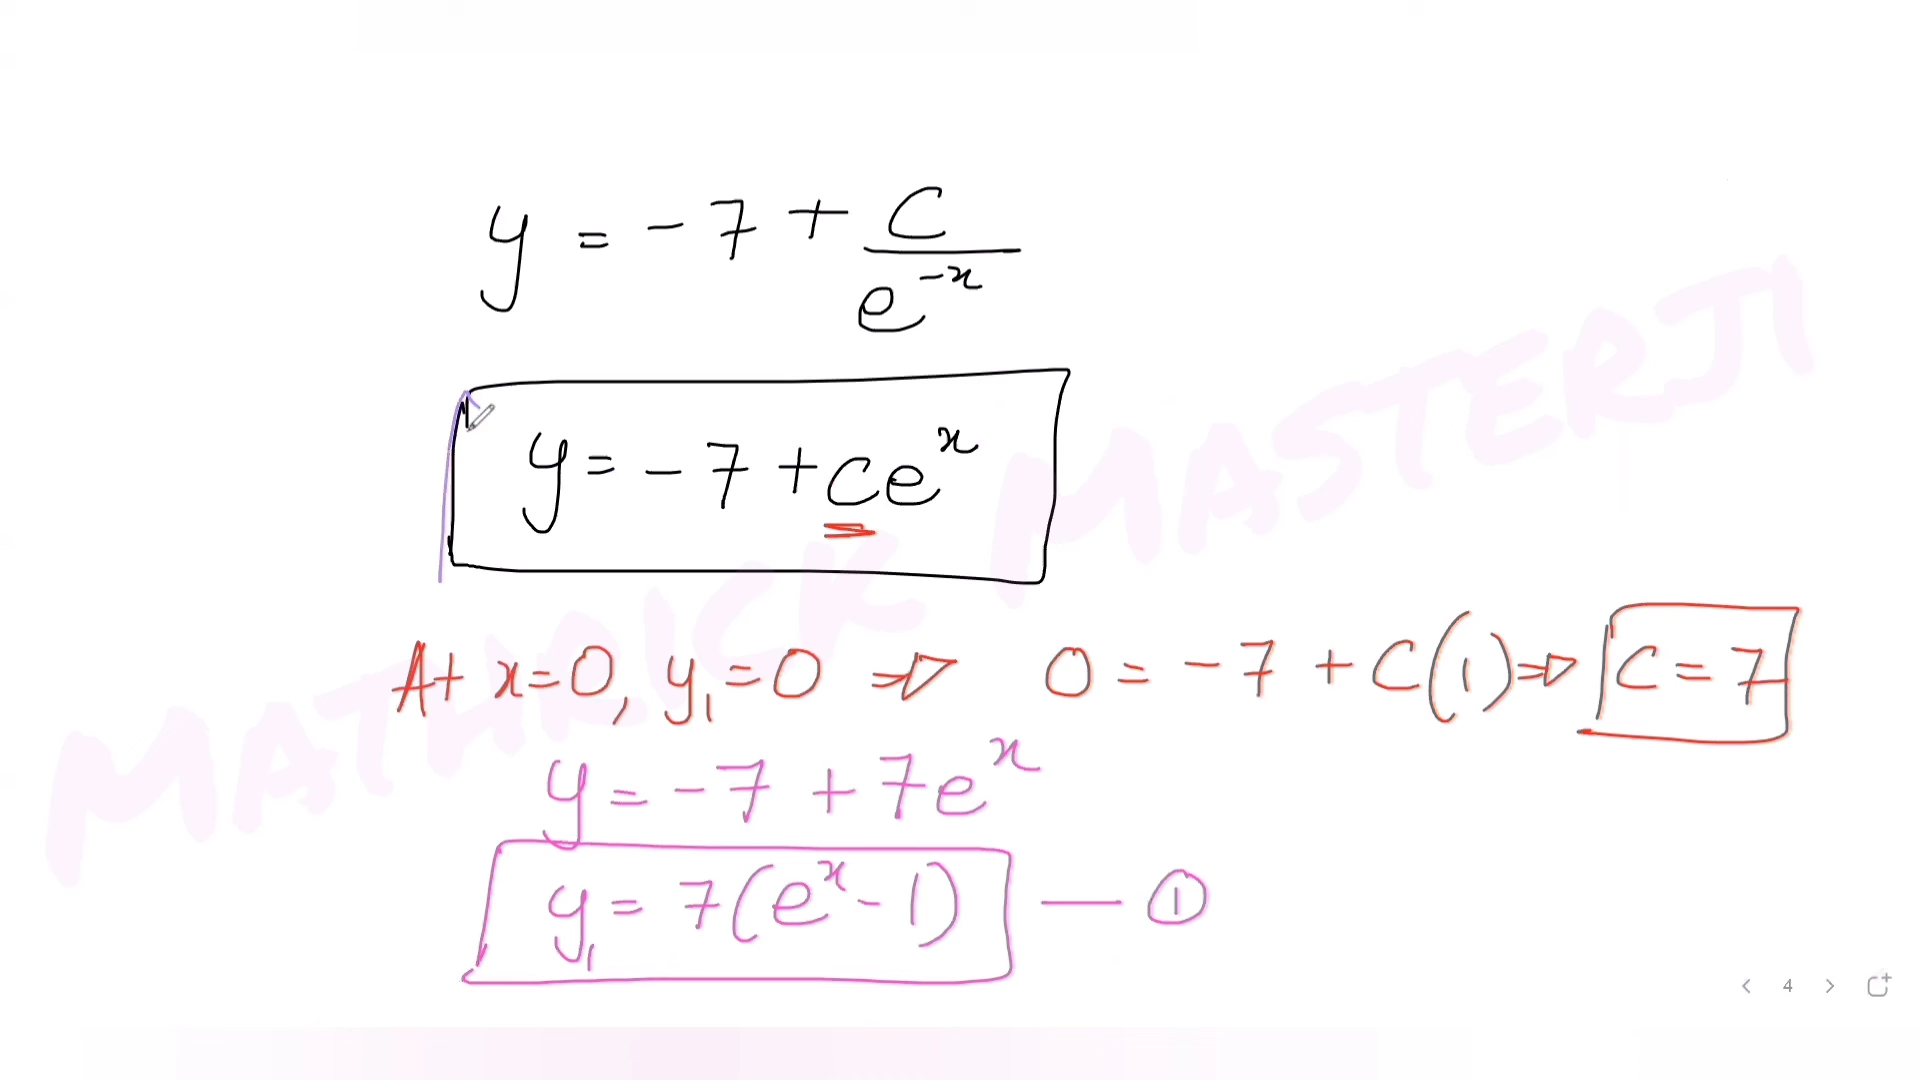 y = -7 + C/e^{-x}
y = -7 + ce^x
At x=0, y₁=0 ⇒ 0 = -7 + C(1) ⇒ C = 7
y = -7 + 7e^x
y₁ = 7(e^x - 1) — ①
MATHRICK MASTERJI
< 4 >